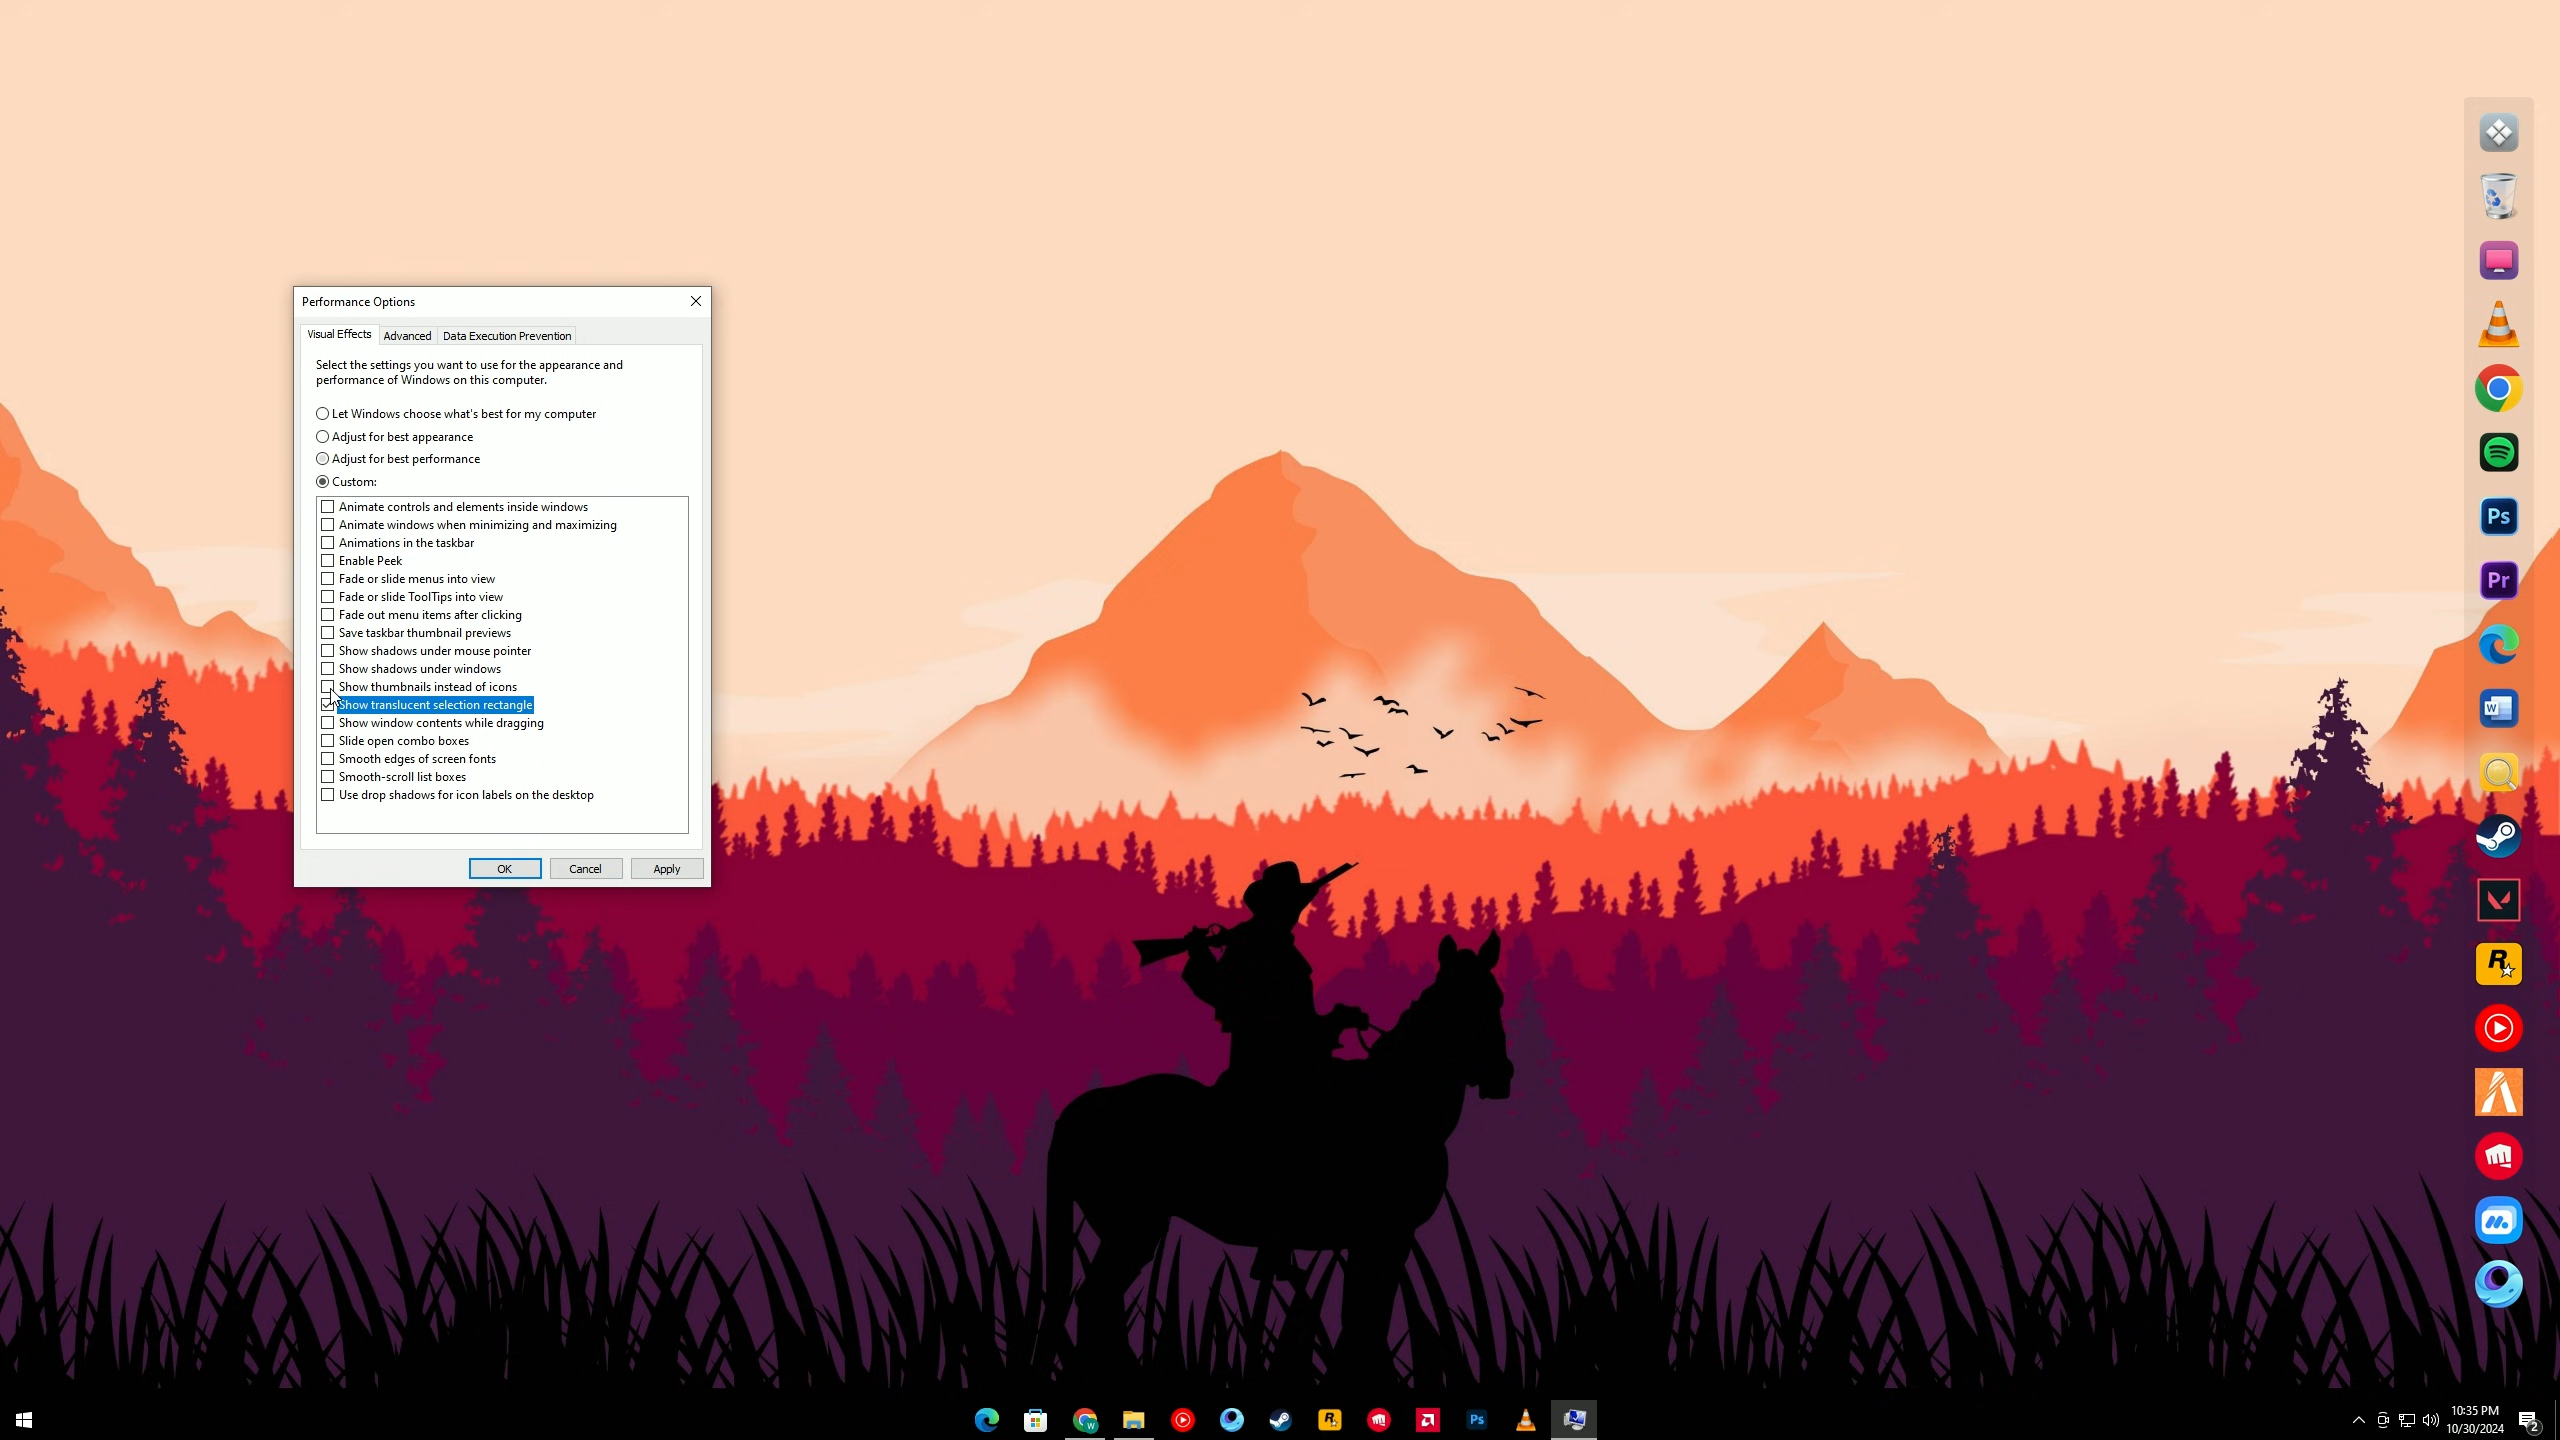 Performance Options
Visual Effects
Advanced
Data Execution Prevention
Select the settings you want to use for the appearance and
performance of Windows on this computer.
Let Windows choose what's best for my computer
Adjust for best appearance
Adjust for best performance
Custom:
Animate controls and elements inside windows
Animate windows when minimizing and maximizing
Animations in the taskbar
Enable Peek
Fade or slide menus into view
Fade or slide ToolTips into view
Fade out menu items after clicking
Save taskbar thumbnail previews
Show shadows under mouse pointer
Show shadows under windows
Show thumbnails instead of icons
Show translucent selection rectangle
Show window contents while dragging
Slide open combo boxes
Smooth edges of screen fonts
Smooth-scroll list boxes
Use drop shadows for icon labels on the desktop
OK
Cancel
Apply
Ps
Pr
W
R
W
R
Ps
10:35 PM
10/30/2024
2